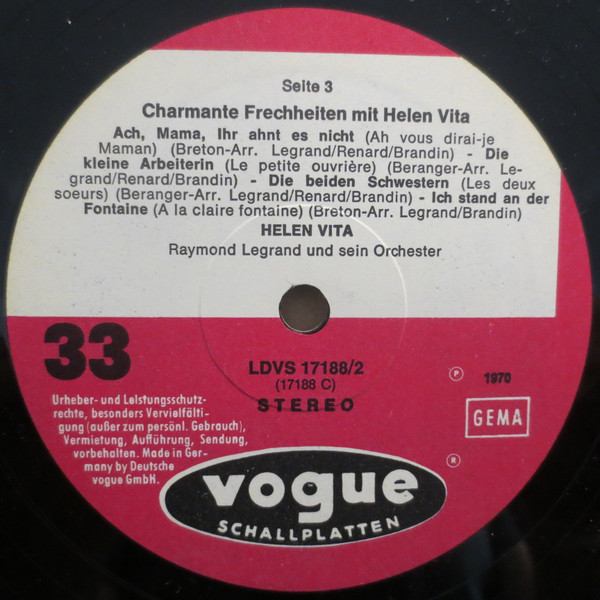 Seite 3
Charmante Frechheiten mit Helen Vita
Ach, Mama, Ihr ahnt es nicht (Ah vous dirai-je
Maman) (Breton-Arr. Legrand/Renard/Brandin) - Die
kleine Arbeiterin (Le petite ouvrière) (Beranger-Arr. Le-
grand/Renard/Brandin) - Die beiden Schwestern (Les deux
soeurs) (Beranger-Arr. Legrand/Renard/Brandin) - Ich stand an der
Fontaine (A la claire fontaine) (Breton-Arr. Legrand/Brandin)
HELEN VITA
Raymond Legrand und sein Orchester
33
LDVS 17188/2
(17188 C)
STEREO
℗ 1970
GEMA
Urheber- und Leistungsschutz-
rechte, besonders Vervielfälti-
gung (außer zum persönl. Gebrauch),
Vermietung, Aufführung, Sendung,
vorbehalten. Made in Ger-
many by Deutsche
vogue GmbH.
®
vogue
SCHALLPLATTEN